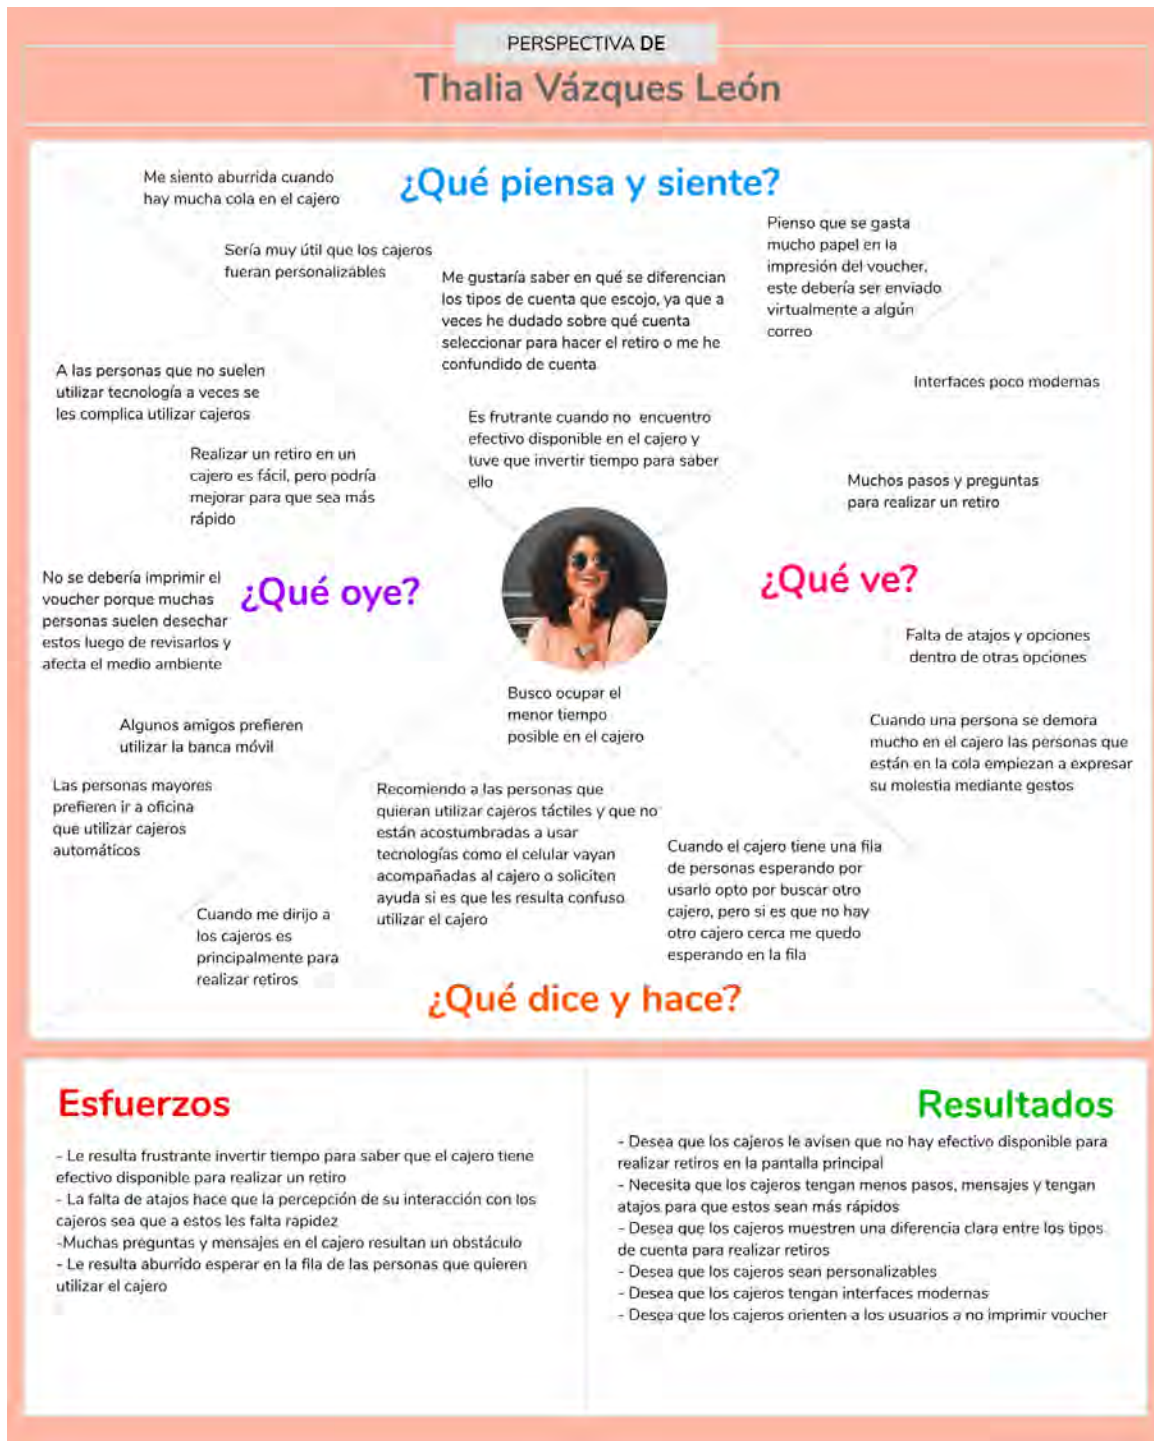 PERSPECTIVA DE
Thalia Vázques León
¿Qué piensa y siente?
Me siento aburrida cuando
hay mucha cola en el cajero
Sería muy útil que los cajeros
fueran personalizables
Me gustaría saber en qué se diferencian
los tipos de cuenta que escojo, ya que a
veces he dudado sobre qué cuenta
seleccionar para hacer el retiro o me he
confundido de cuenta
Pienso que se gasta
mucho papel en la
impresión del voucher,
este debería ser enviado
virtualmente a algún
correo
Es frutrante cuando no encuentro
efectivo disponible en el cajero y
tuve que invertir tiempo para saber
ello
A las personas que no suelen
utilizar tecnología a veces se
les complica utilizar cajeros
Realizar un retiro en un
cajero es fácil, pero podría
mejorar para que sea más
rápido
¿Qué oye?
No se debería imprimir el
voucher porque muchas
personas suelen desechar
estos luego de revisarlos y
afecta el medio ambiente
Algunos amigos prefieren
utilizar la banca móvil
Las personas mayores
prefieren ir a oficina
que utilizar cajeros
automáticos
Interfaces poco modernas
Muchos pasos y preguntas
para realizar un retiro
¿Qué ve?
Falta de atajos y opciones
dentro de otras opciones
Cuando una persona se demora
mucho en el cajero las personas que
están en la cola empiezan a expresar
su molestia mediante gestos
Busco ocupar el
menor tiempo
posible en el cajero
Recomiendo a las personas que
quieran utilizar cajeros táctiles y que no
están acostumbradas a usar
tecnologías como el celular vayan
acompañadas al cajero o soliciten
ayuda si es que les resulta confuso
utilizar el cajero
Cuando el cajero tiene una fila
de personas esperando por
usarlo opto por buscar otro
cajero, pero si es que no hay
otro cajero cerca me quedo
esperando en la fila
Cuando me dirijo a
los cajeros es
principalmente para
realizar retiros
¿Qué dice y hace?
Esfuerzos
- Le resulta frustrante invertir tiempo para saber que el cajero tiene
efectivo disponible para realizar un retiro
- La falta de atajos hace que la percepción de su interacción con los
cajeros sea que a estos les falta rapidez
-Muchas preguntas y mensajes en el cajero resultan un obstáculo
- Le resulta aburrido esperar en la fila de las personas que quieren
utilizar el cajero
Resultados
- Desea que los cajeros le avisen que no hay efectivo disponible para
realizar retiros en la pantalla principal
- Necesita que los cajeros tengan menos pasos, mensajes y tengan
atajos para que estos sean más rápidos
- Desea que los cajeros muestren una diferencia clara entre los tipos
de cuenta para realizar retiros
- Desea que los cajeros sean personalizables
- Desea que los cajeros tengan interfaces modernas
- Desea que los cajeros orienten a los usuarios a no imprimir voucher